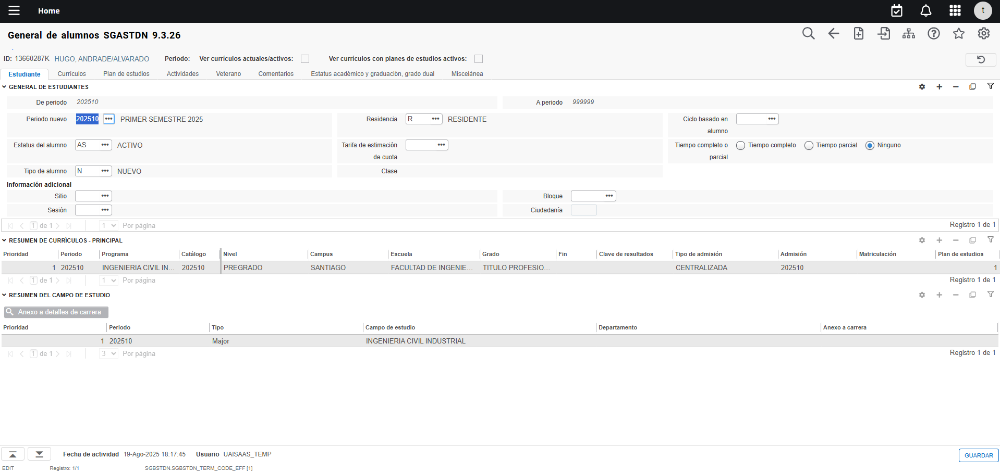 Home
t
General de alumnos SGASTDN 9.3.26
ID: 13660287K HUGO, ANDRADE/ALVARADO Periodo: Ver currículos actuales/activos: Ver currículos con planes de estudios activos:
Estudiante Currículos Plan de estudios Actividades Veterano Comentarios Estatus académico y graduación, grado dual Miscelánea
GENERAL DE ESTUDIANTES
De periodo 202510 A periodo 999999
Periodo nuevo 202510 ••• PRIMER SEMESTRE 2025 Residencia R ••• RESIDENTE Ciclo basado en •••
alumno
Estatus del alumno AS ••• ACTIVO Tarifa de estimación ••• Tiempo completo o Tiempo completo Tiempo parcial Ninguno
de cuota parcial
Tipo de alumno N ••• NUEVO Clase
Información adicional
Sitio ••• Bloque •••
Sesión ••• Ciudadanía
1 de 1 1 Por página Registro 1 de 1
RESUMEN DE CURRÍCULOS - PRINCIPAL
Prioridad Periodo Programa Catálogo Nivel Campus Escuela Grado Fin Clave de resultados Tipo de admisión Admisión Matriculación Plan de estudios
1 202510 INGENIERIA CIVIL IN... 202510 PREGRADO SANTIAGO FACULTAD DE INGENIE... TITULO PROFESIO... CENTRALIZADA 202510 1
1 de 1 1 Por página Registro 1 de 1
RESUMEN DEL CAMPO DE ESTUDIO
Anexo a detalles de carrera
Prioridad Periodo Tipo Campo de estudio Departamento Anexo a carrera
1 202510 Major INGENIERIA CIVIL INDUSTRIAL
1 de 1 3 Por página Registro 1 de 1
Fecha de actividad 19-Ago-2025 18:17:45 Usuario UAISAAS_TEMP GUARDAR
EDIT Registro: 1/1 SGBSTDN.SGBSTDN_TERM_CODE_EFF [1]